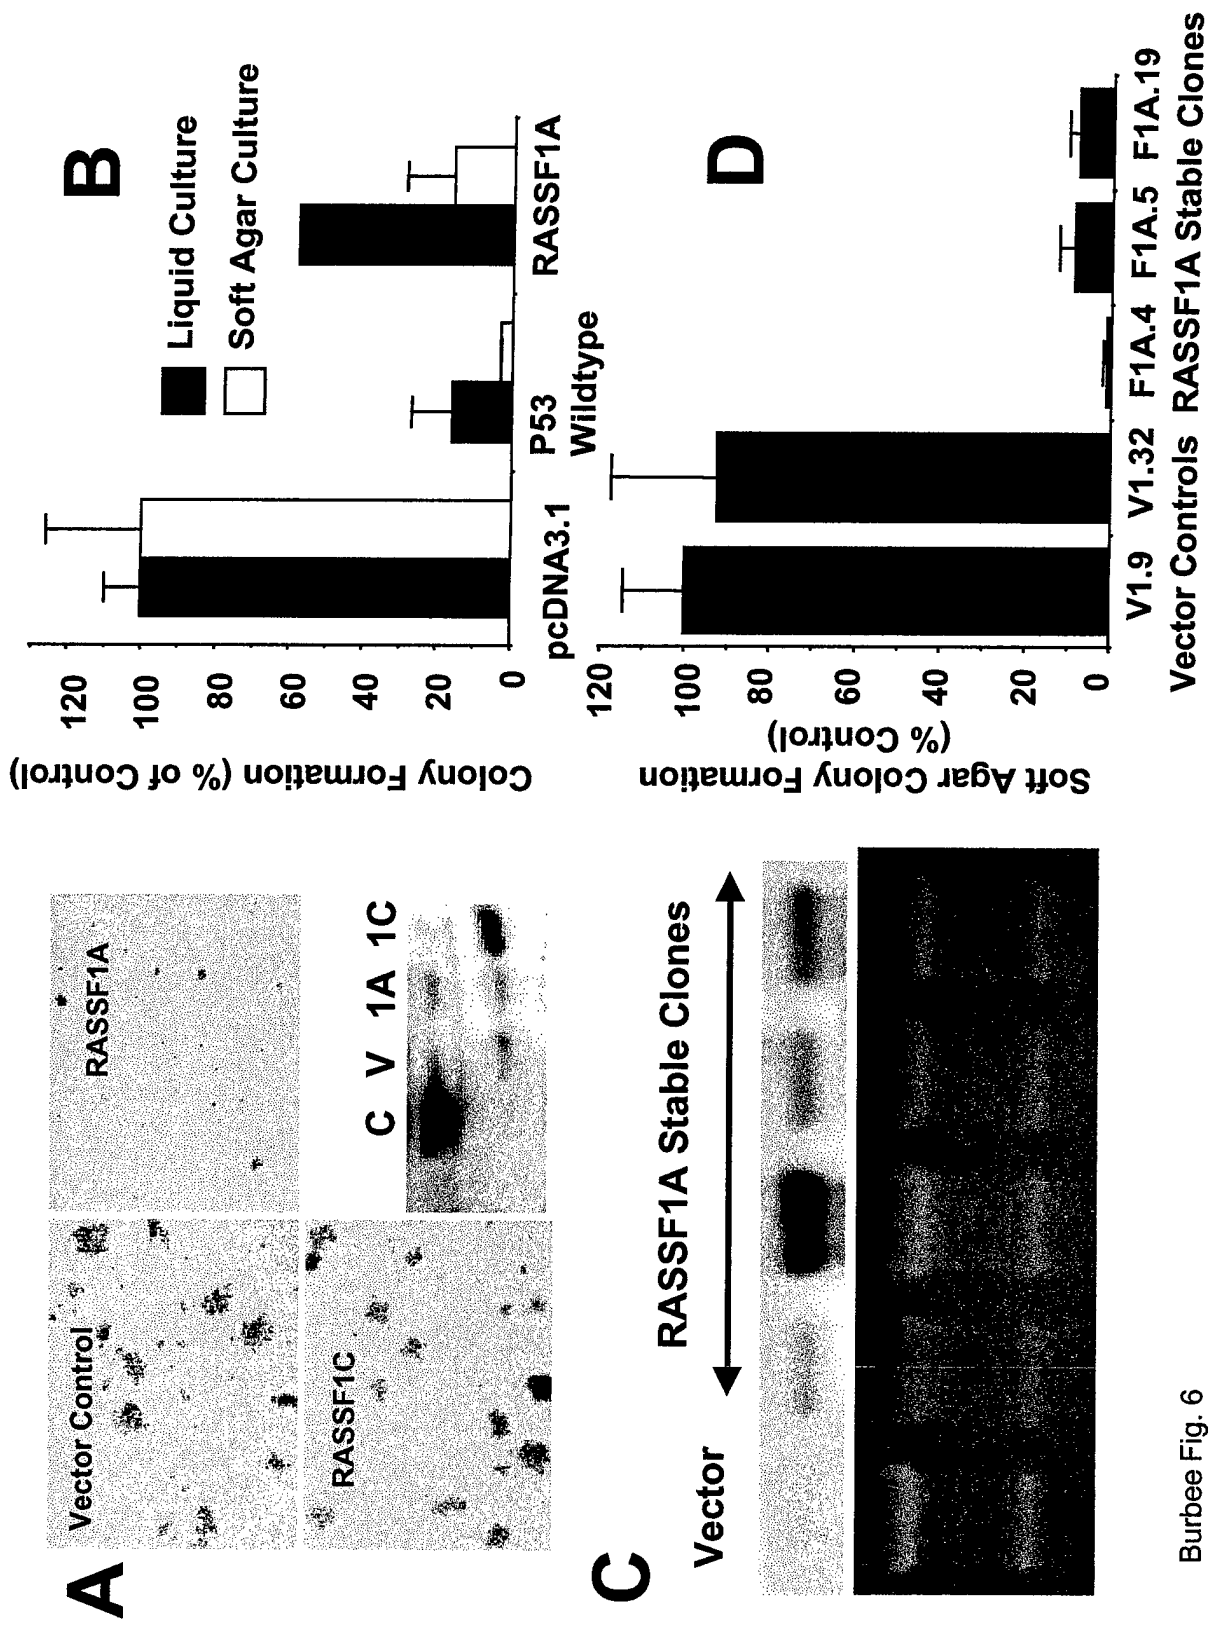 A
Vector Control
RASSF1A
RASSF1C
C V 1A 1C
B
Liquid Culture
Soft Agar Culture
Colony Formation (% of Control)
120
100
80
60
40
20
0
pcDNA3.1
P53
Wildtype
RASSF1A
C
Vector
RASSF1A Stable Clones
D
Soft Agar Colony Formation
(% Control)
120
100
80
60
40
20
0
V1.9 V1.32 F1A.4 F1A.5 F1A.19
Vector Controls RASSF1A Stable Clones
Burbee Fig. 6